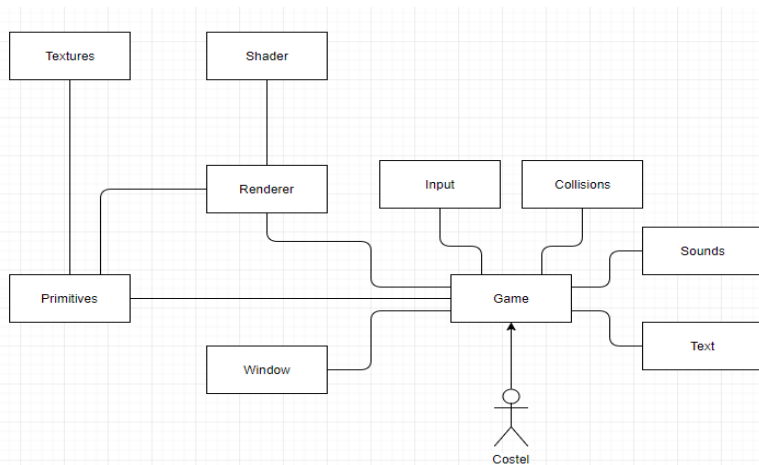 Textures
Shader
Renderer
Input
Collisions
Sounds
Primitives
Game
Window
Text
Costel